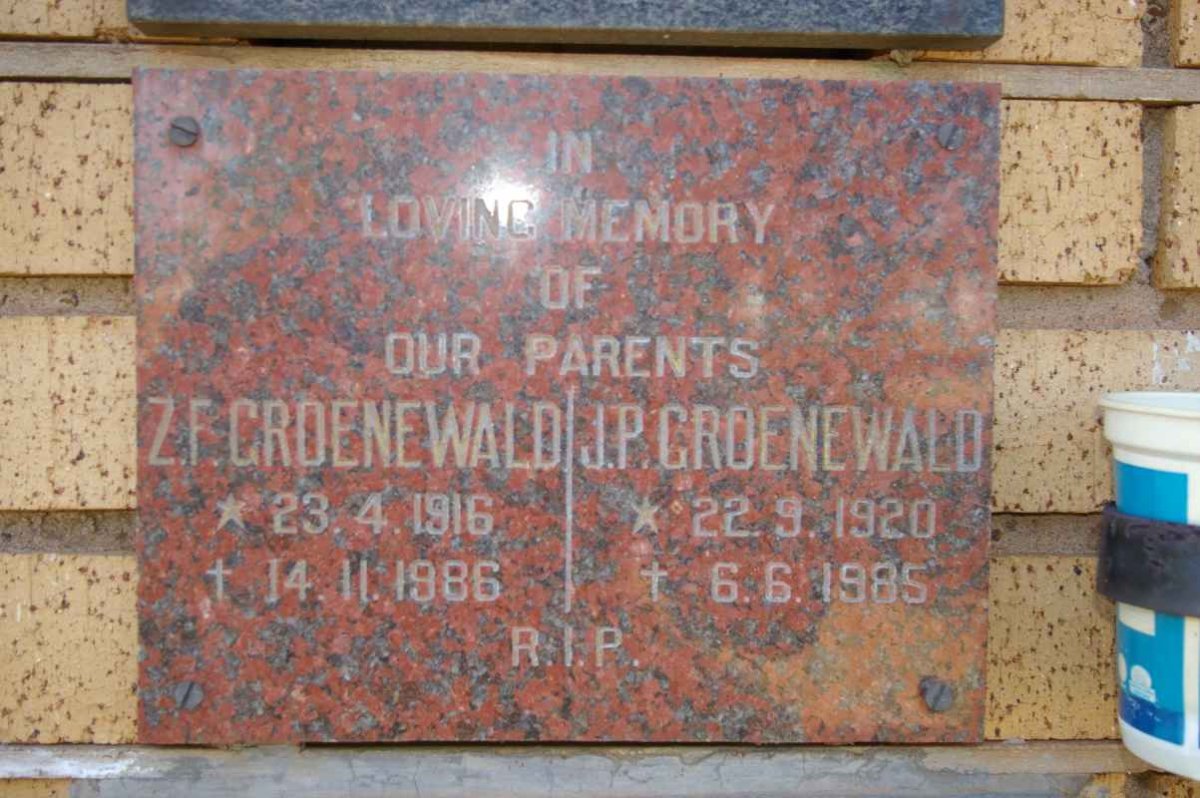 IN
LOVING MEMORY
OF
OUR PARENTS
Z.F. GROENEWALD J.P. GROENEWALD
★ 23.4.1916 ★ 22.9.1920
† 14.11.1986 † 6.6.1985
R.I.P.